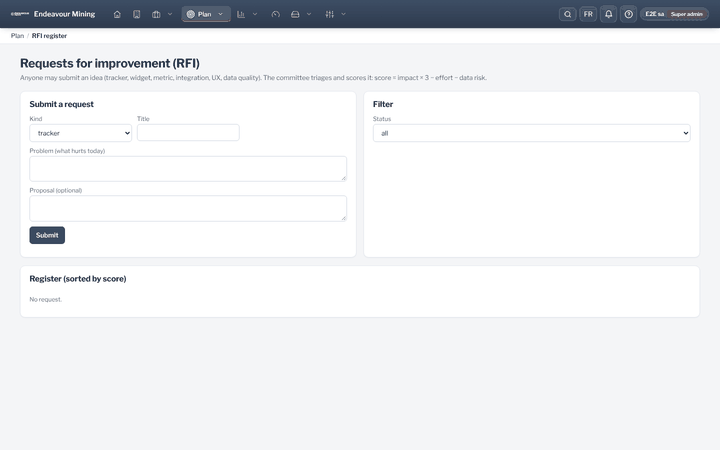 Endeavour Mining
Plan
FR
E2E sa
Super admin
Plan / RFI register
Requests for improvement (RFI)
Anyone may submit an idea (tracker, widget, metric, integration, UX, data quality). The committee triages and scores it: score = impact × 3 − effort − data risk.
Submit a request
Kind
Title
tracker
Problem (what hurts today)
Proposal (optional)
Submit
Filter
Status
all
Register (sorted by score)
No request.